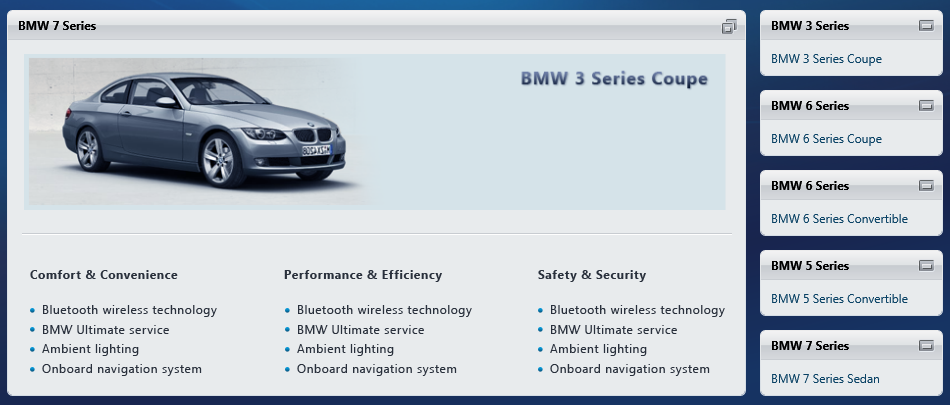 BMW 7 Series
BMW 3 Series Coupe
Comfort & Convenience
Bluetooth wireless technology
BMW Ultimate service
Ambient lighting
Onboard navigation system
Performance & Efficiency
Bluetooth wireless technology
BMW Ultimate service
Ambient lighting
Onboard navigation system
Safety & Security
Bluetooth wireless technology
BMW Ultimate service
Ambient lighting
Onboard navigation system
BMW 3 Series
BMW 3 Series Coupe
BMW 6 Series
BMW 6 Series Coupe
BMW 6 Series
BMW 6 Series Convertible
BMW 5 Series
BMW 5 Series Convertible
BMW 7 Series
BMW 7 Series Sedan